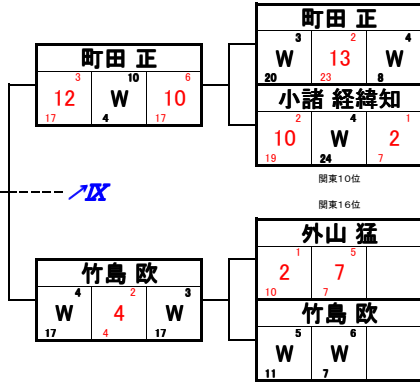 町田 正
3 2 4
W 13 W
20 23 8
小諸 経緯知
2 4 1
10 W 2
19 24 7
関東10位
町田 正
3 10 6
12 W 10
17 4 17
↗IX
関東16位
外山 猛
1 5
2 7
10 7
竹島 欧
5 6
W W
11 7
竹島 欧
4 2 3
W 4 W
17 4 17